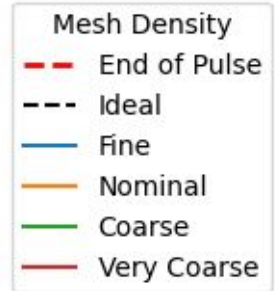 Mesh Density
End of Pulse
Ideal
Fine
Nominal
Coarse
Very Coarse